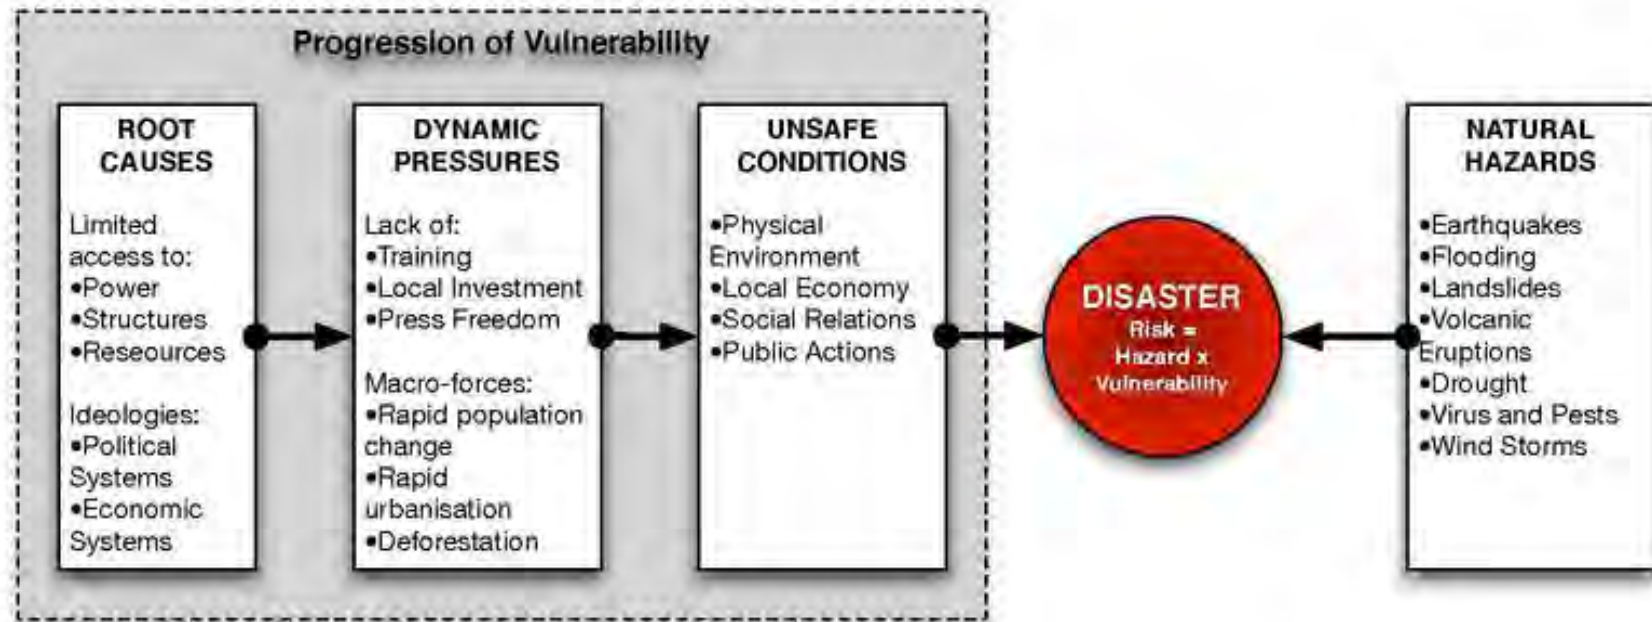 Progression of Vulnerability
ROOT
CAUSES
Limited
access to:
•Power
•Structures
•Reseources
Ideologies:
•Political
Systems
•Economic
Systems
DYNAMIC
PRESSURES
Lack of:
•Training
•Local Investment
•Press Freedom
Macro-forces:
•Rapid population
change
•Rapid
urbanisation
•Deforestation
UNSAFE
CONDITIONS
•Physical
Environment
•Local Economy
•Social Relations
•Public Actions
DISASTER
Risk =
Hazard x
Vulnerability
NATURAL
HAZARDS
•Earthquakes
•Flooding
•Landslides
•Volcanic
Eruptions
•Drought
•Virus and Pests
•Wind Storms